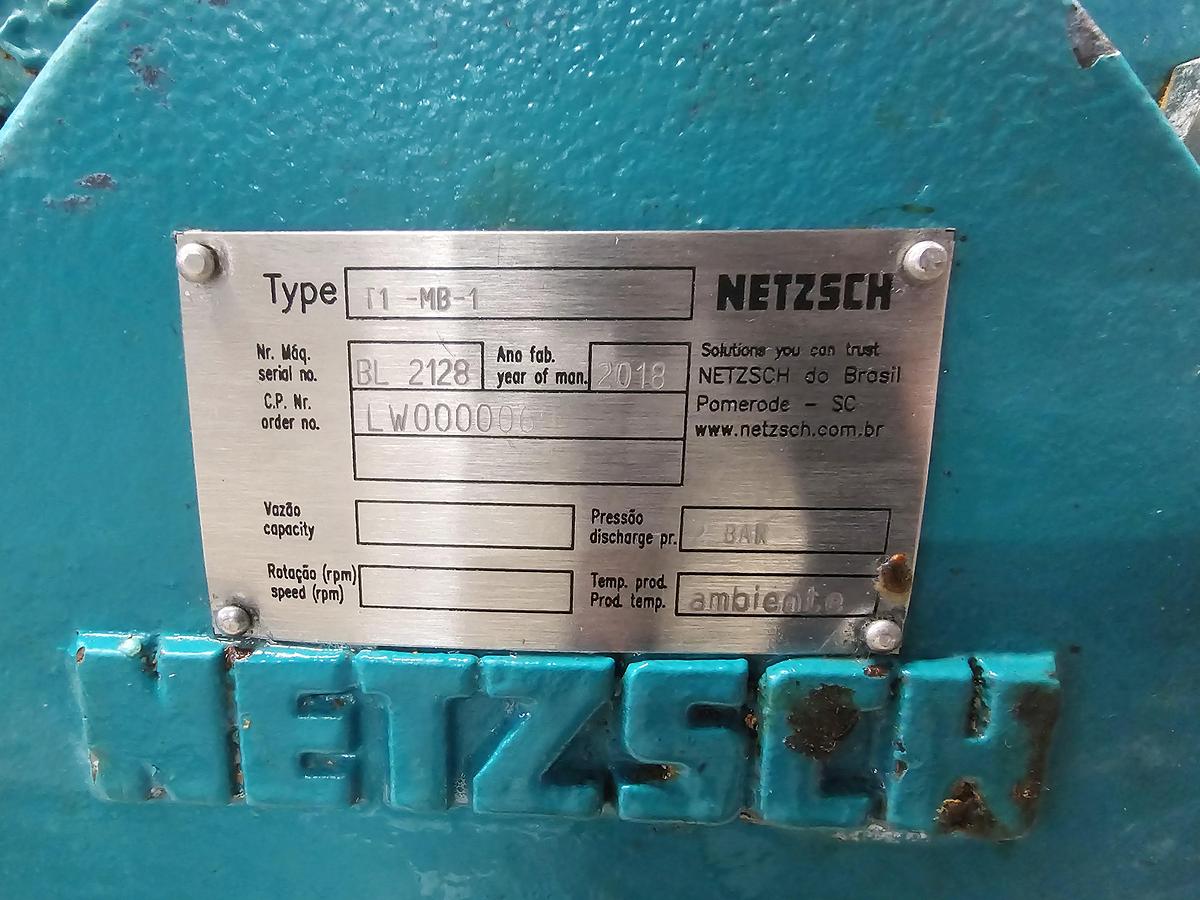 Type T1 -MB-1
NETZSCH
Nr. Máq.
serial no.
BL 2128
Ano fab.
year of man.
2018
Solutions you can trust
NETZSCH do Brasil
Pomerode - SC
www.netzsch.com.br
C.P. Nr.
order no.
Vazão
capacity
Pressão
discharge pr.
BAR
Rotação (rpm)
speed (rpm)
Temp. prod.
Prod. temp.
ambiente
NETZSCH